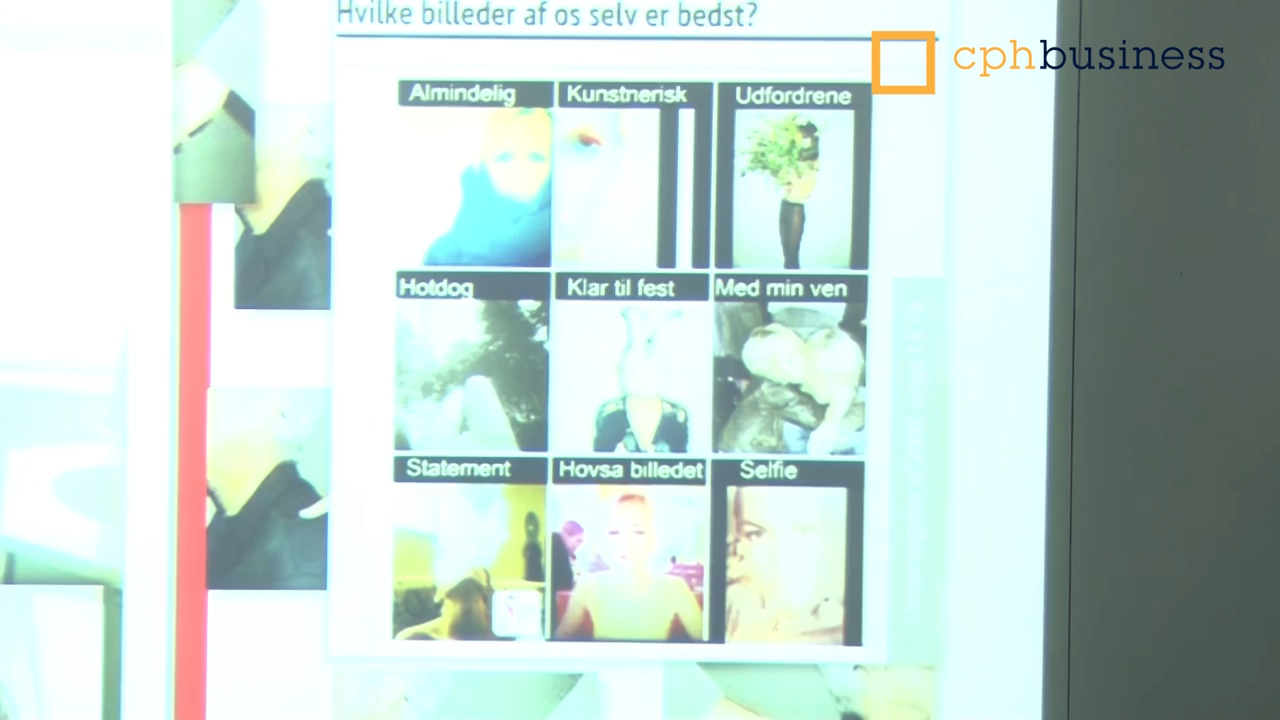 Hvilke billeder af os selv er bedst?
cphbusiness
Almindelig Kunstnerisk Udfordrene
Hotdog Klar til fest Med min ven
Statement Hovsa billedet Selfie